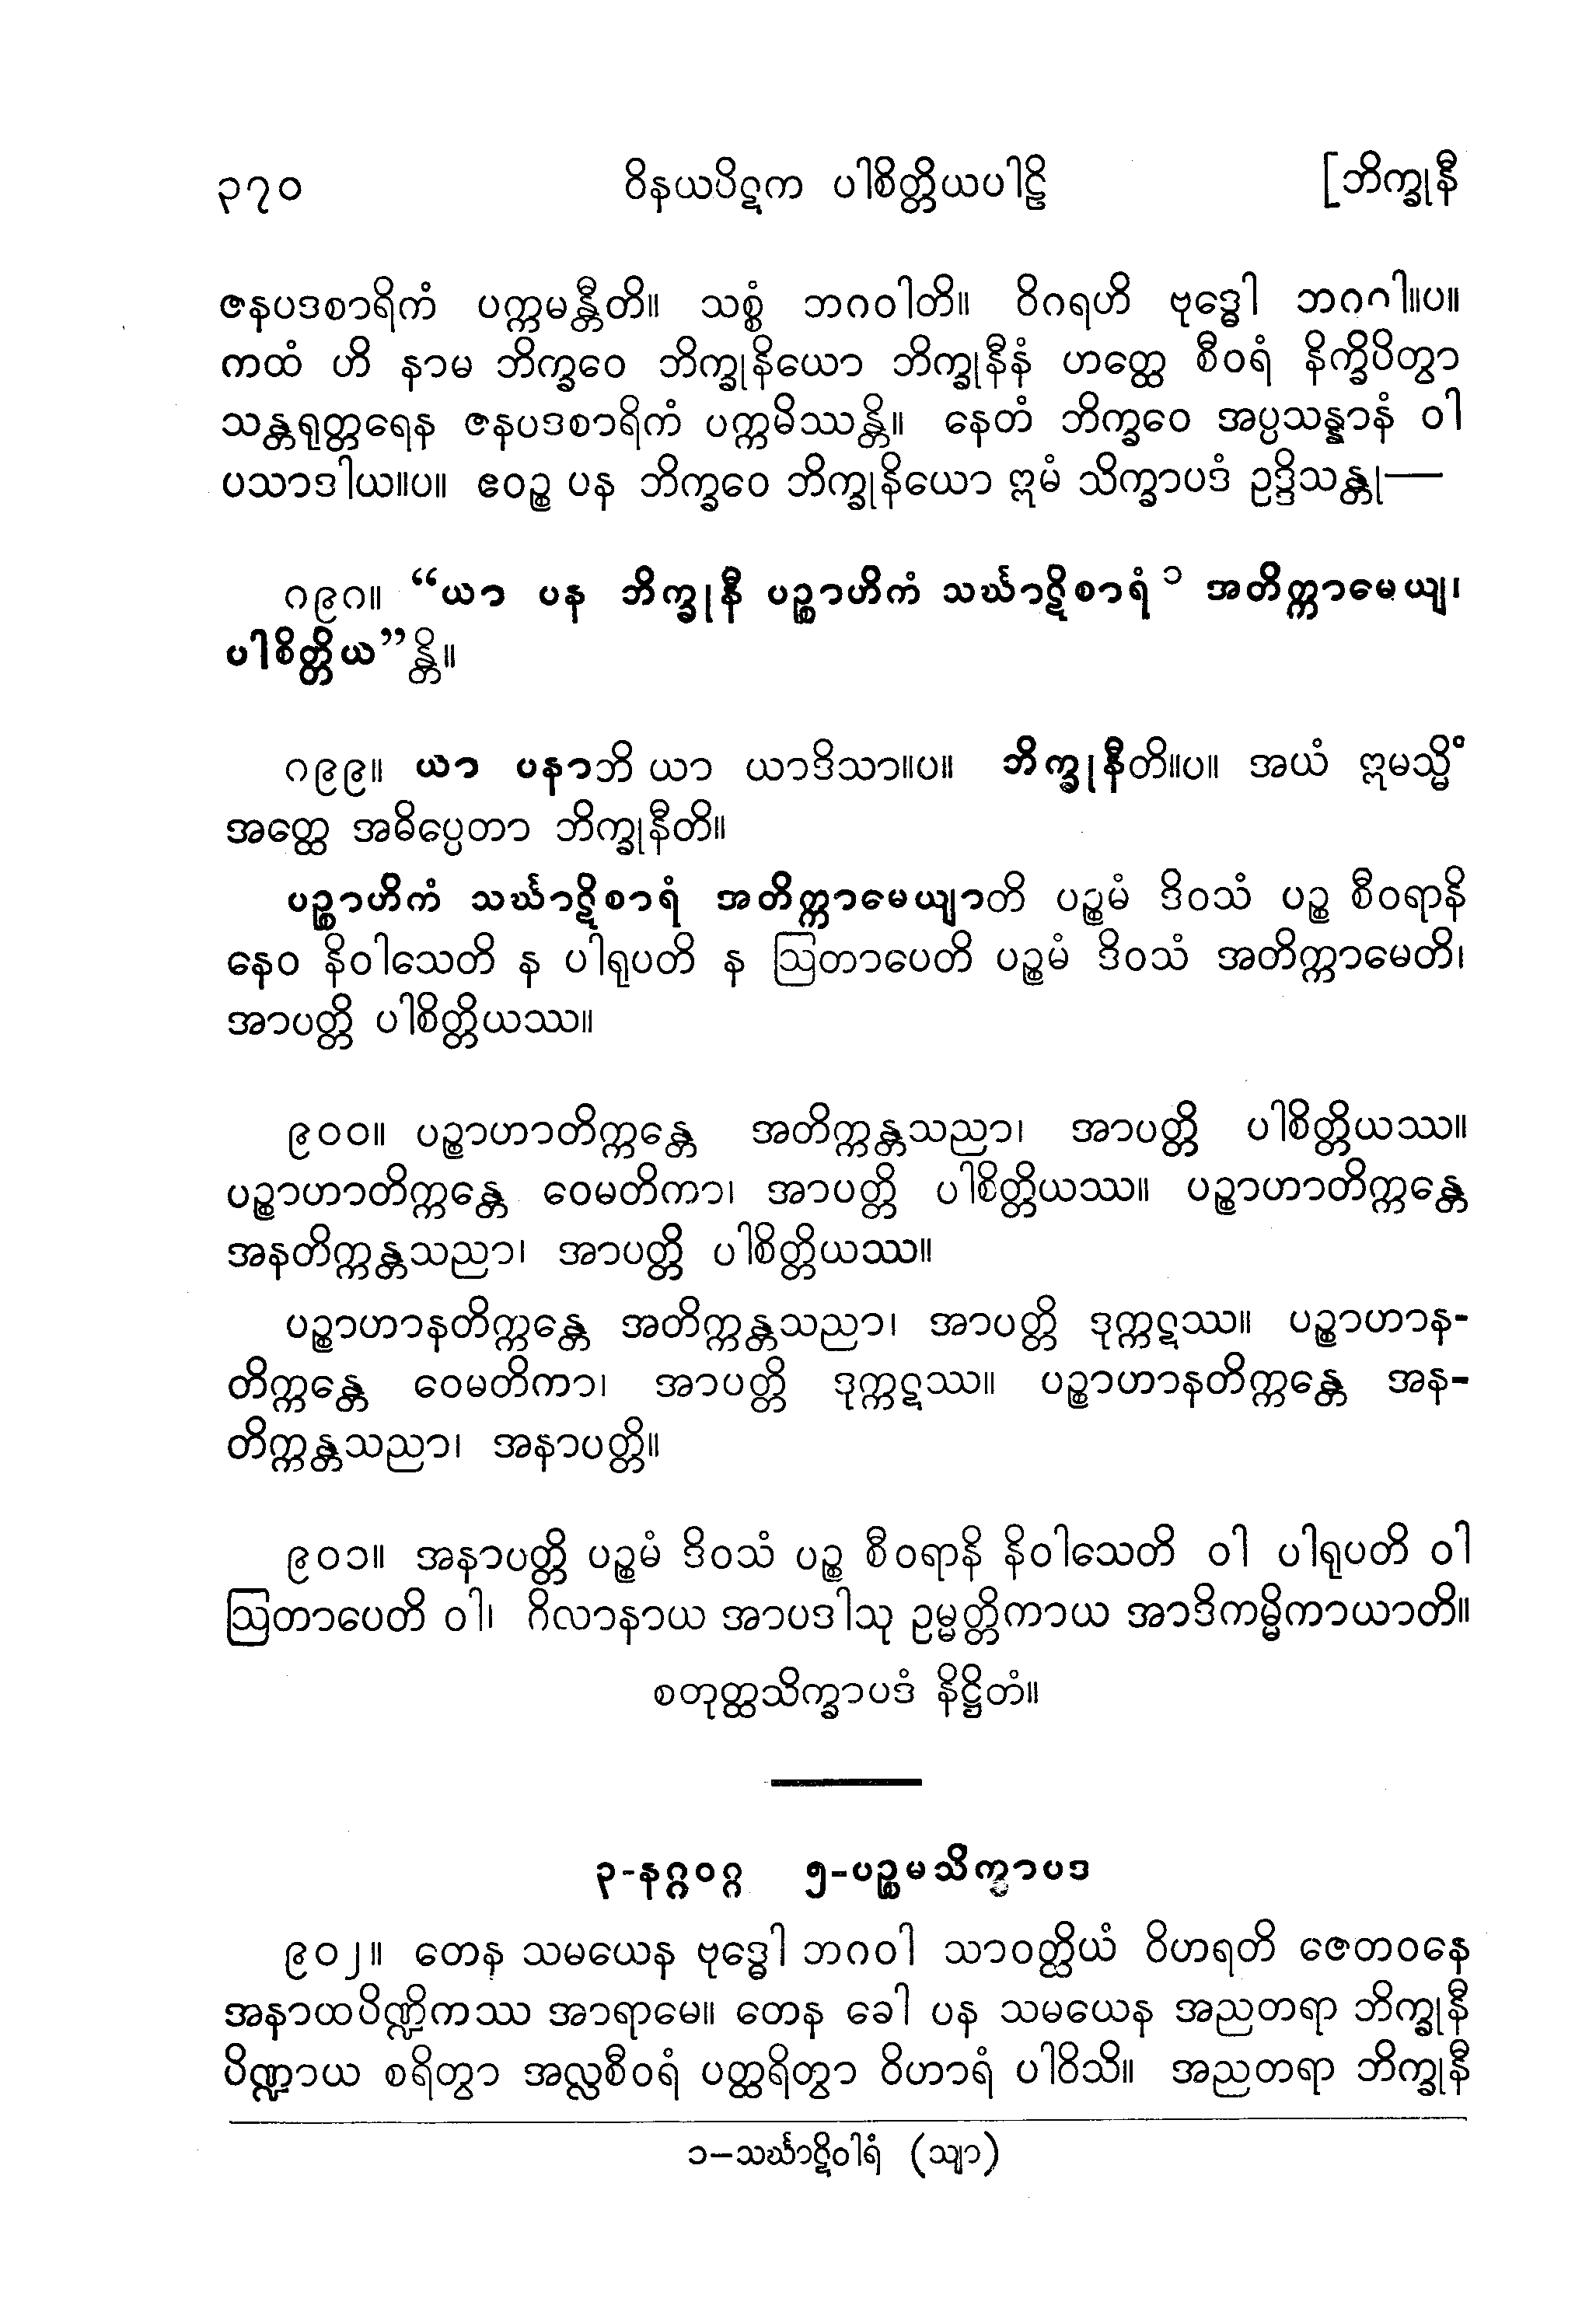 ၃၇၀ ဝိနယပိဋက ပါစိတ္တိယပါဠိ [ဘိက္ခုနီ
ဇနပဒစာရိကံ ပက္ကမန္တီတိ။ သစ္စံ ဘဂဝါတိ။ ဝိဂရဟိ ဗုဒ္ဓေါ ဘဂဝါ။ပ။
ကထံ ဟိ နာမ ဘိက္ခဝေ ဘိက္ခုနိယော ဘိက္ခုနီနံ ဟတ္ထေ စီဝရံ နိက္ခိပိတွာ
သန္တရုတ္တရေန ဇနပဒစာရိကံ ပက္ကမိဿန္တိ။ နေတံ ဘိက္ခဝေ အပ္ပသန္နာနံ ဝါ
ပသာဒါယ။ပ။ ဧဝဉ္စ ပန ဘိက္ခဝေ ဘိက္ခုနိယော ဣမံ သိက္ခာပဒံ ဥဒ္ဒိသန္တု—
၈၉၈။ “ယာ ပန ဘိက္ခုနီ ပဉ္စာဟိကံ သင်္ဃာဋိစာရံ ၁ အတိက္ကာမေယျ၊
ပါစိတ္တိယ”န္တိ။
၈၉၉။ ယာ ပနာတိ ယာ ယာဒိသာ။ပ။ ဘိက္ခုနီတိ။ပ။ အယံ ဣမသ္မိံ
အတ္ထေ အဓိပ္ပေတာ ဘိက္ခုနီတိ။
ပဉ္စာဟိကံ သင်္ဃာဋိစာရံ အတိက္ကာမေယျာတိ ပဉ္စမံ ဒိဝသံ ပဉ္စ စီဝရာနိ
နေဝ နိဝါသေတိ န ပါရုပတိ န ဩတာပေတိ ပဉ္စမံ ဒိဝသံ အတိက္ကာမေတိ၊
အာပတ္တိ ပါစိတ္တိယဿ။
၉၀၀။ ပဉ္စာဟာတိက္ကန္တေ အတိက္ကန္တသညာ၊ အာပတ္တိ ပါစိတ္တိယဿ။
ပဉ္စာဟာတိက္ကန္တေ ဝေမတိကာ၊ အာပတ္တိ ပါစိတ္တိယဿ။ ပဉ္စာဟာတိက္ကန္တေ
အနတိက္ကန္တသညာ၊ အာပတ္တိ ပါစိတ္တိယဿ။
ပဉ္စာဟာနတိက္ကန္တေ အတိက္ကန္တသညာ၊ အာပတ္တိ ဒုက္ကဋဿ။ ပဉ္စာဟာန-
တိက္ကန္တေ ဝေမတိကာ၊ အာပတ္တိ ဒုက္ကဋဿ။ ပဉ္စာဟာနတိက္ကန္တေ အန-
တိက္ကန္တသညာ၊ အနာပတ္တိ။
၉၀၁။ အနာပတ္တိ ပဉ္စမံ ဒိဝသံ ပဉ္စ စီဝရာနိ နိဝါသေတိ ဝါ ပါရုပတိ ဝါ
ဩတာပေတိ ဝါ၊ ဂိလာနာယ အာပဒါသု ဥမ္မတ္တိကာယ အာဒိကမ္မိကာယာတိ။
စတုတ္ထသိက္ခာပဒံ နိဋ္ဌိတံ။
၃-နဂ္ဂဝဂ္ဂ ၅-ပဉ္စမသိက္ခာပဒ
၉၀၂။ တေန သမယေန ဗုဒ္ဓေါ ဘဂဝါ သာဝတ္ထိယံ ဝိဟရတိ ဇေတဝနေ
အနာထပိဏ္ဍိကဿ အာရာမေ။ တေန ခေါ ပန သမယေန အညတရာ ဘိက္ခုနီ
ပိဏ္ဍာယ စရိတွာ အလ္လစီဝရံ ပတ္ထရိတွာ ဝိဟာရံ ပါဝိသိ။ အညတရာ ဘိက္ခုနီ
၁–သင်္ဃာဋိဝါရံ (သျာ)